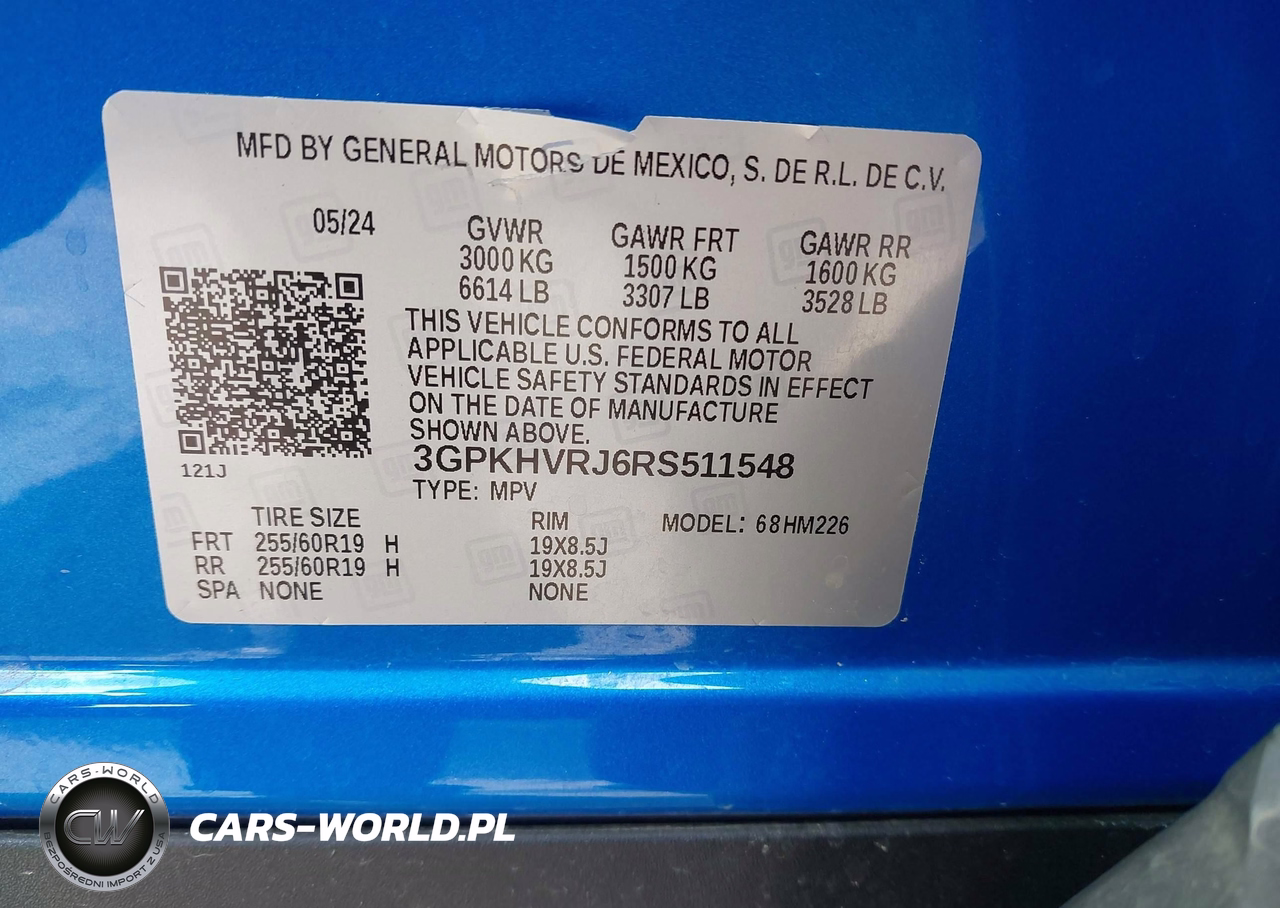 MFD BY GENERAL MOTORS DE MEXICO, S. DE R.L. DE C.V.
05/24
GVWR GAWR FRT GAWR RR
3000 KG 1500 KG 1600 KG
6614 LB 3307 LB 3528 LB
THIS VEHICLE CONFORMS TO ALL
APPLICABLE U.S. FEDERAL MOTOR
VEHICLE SAFETY STANDARDS IN EFFECT
ON THE DATE OF MANUFACTURE
SHOWN ABOVE.
121J
3GPKHVRJ6RS511548
TYPE: MPV
TIRE SIZE RIM MODEL: 68HM226
FRT 255/60R19 H 19X8.5J
RR 255/60R19 H 19X8.5J
SPA NONE NONE
CARS-WORLD
CW
BEZPOŚREDNI IMPORT Z USA
CARS-WORLD.PL